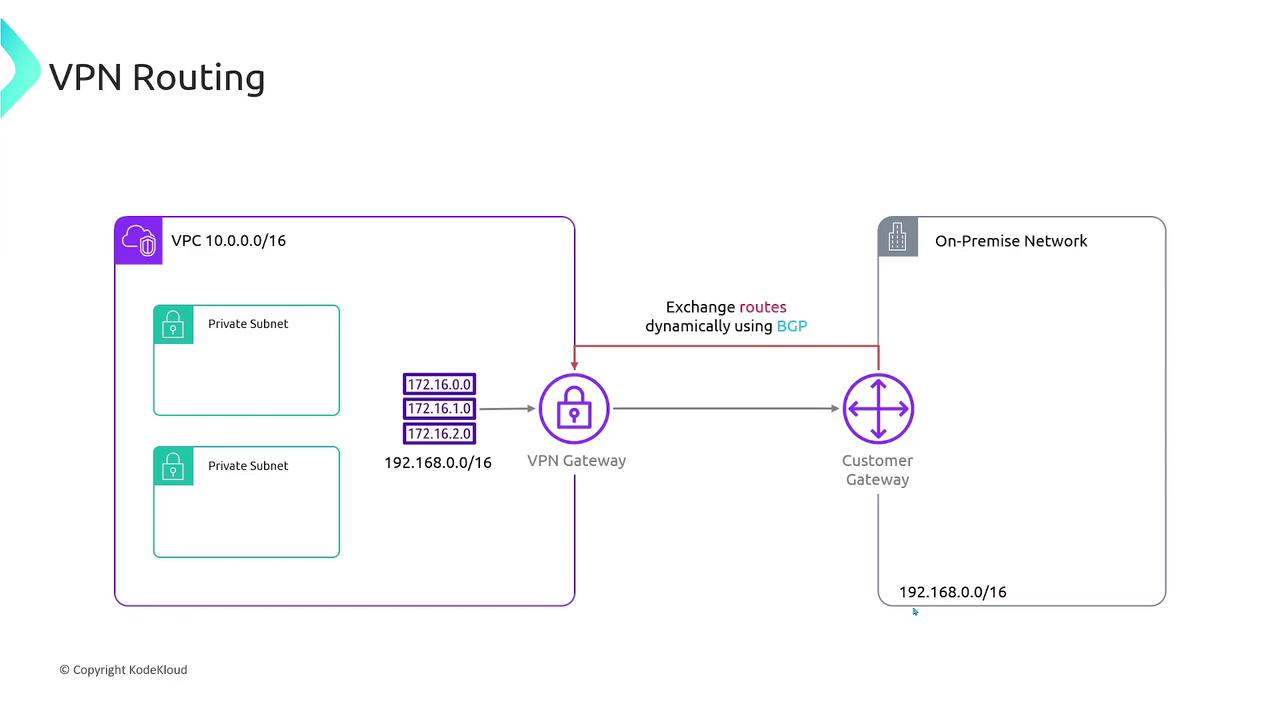 VPN Routing
VPC 10.0.0.0/16
On-Premise Network
Private Subnet
Exchange routes
dynamically using BGP
172.16.0.0
172.16.1.0
172.16.2.0
192.168.0.0/16
VPN Gateway
Customer
Gateway
Private Subnet
192.168.0.0/16
© Copyright KodeKloud